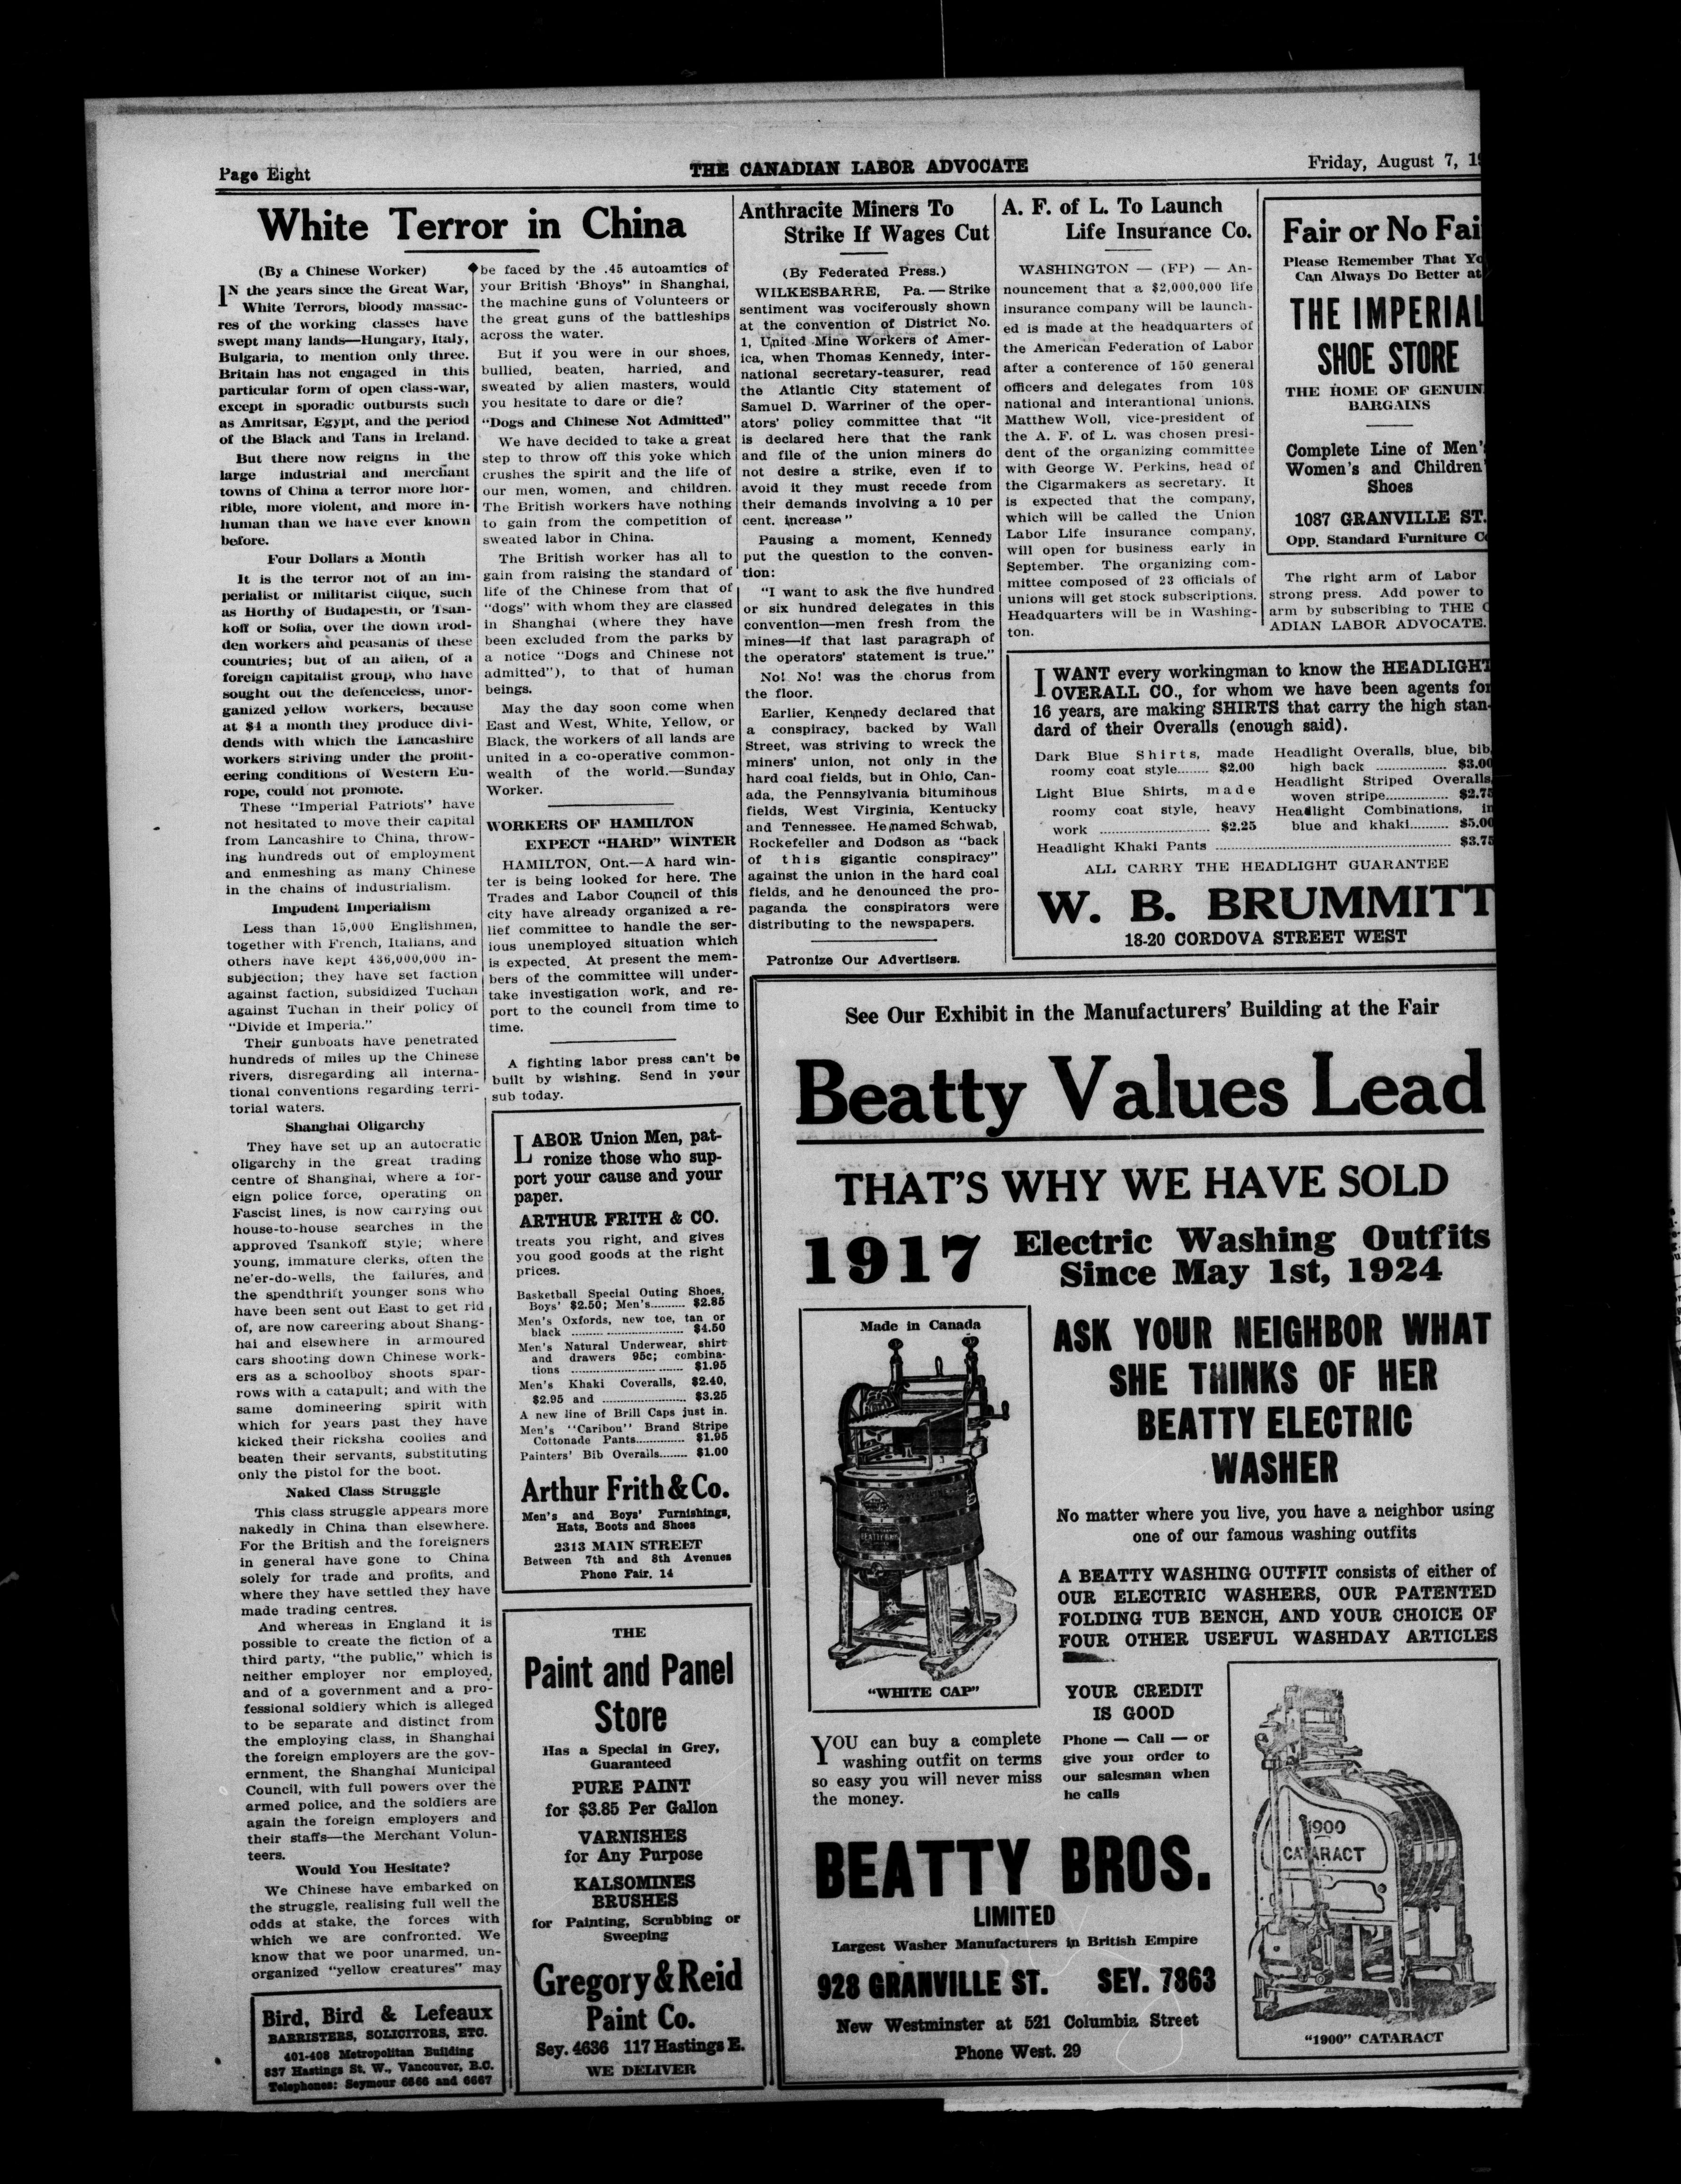 Page Eight
THE CANADIAN LABOR ADVOCATE
Friday, August 7, 19
White Terror in China
(By a Chinese Worker)
IN the years since the Great War,
White Terrors, bloody massac-
res of the working classes have
swept many lands—Hungary, Italy,
Bulgaria, to mention only three.
Britain has not engaged in this
particular form of open class-war,
except in sporadic outbursts such
as Amritsar, Egypt, and the period
of the Black and Tans in Ireland.
But there now reigns in the
large industrial and merchant
towns of China a terror more hor-
rible, more violent, and more in-
human than we have ever known
before.
Four Dollars a Month
It is the terror not of an im-
perialist or militarist clique, such
as Horthy of Budapesth, or Tsan-
koff or Sofia, over the down trod-
den workers and peasants of these
countries; but of an alien, of a
foreign capitalist group, who have
sought out the defenceless, unor-
ganized yellow workers, because
at $4 a month they produce divi-
dends with which the Lancashire
workers striving under the profit-
eering conditions of Western Eu-
rope, could not promote.
These "Imperial Patriots" have
not hesitated to move their capital
from Lancashire to China, throw-
ing hundreds out of employment
and enmeshing as many Chinese
in the chains of industrialism.
Impudent Imperialism
Less than 15,000 Englishmen,
together with French, Italians, and
others have kept 436,000,000 in-
subjection; they have set faction
against faction, subsidized Tuchan
against Tuchan in their policy of
"Divide et Imperia."
Their gunboats have penetrated
hundreds of miles up the Chinese
rivers, disregarding all interna-
tional conventions regarding terri-
torial waters.
Shanghai Oligarchy
They have set up an autocratic
oligarchy in the great trading
centre of Shanghai, where a for-
eign police force, operating on
Fascist lines, is now carrying out
house-to-house searches in the
approved Tsankoff style; where
young, immature clerks, often the
ne'er-do-wells, the failures, and
the spendthrift younger sons who
have been sent out East to get rid
of, are now careering about Shang-
hai and elsewhere in armoured
cars shooting down Chinese work-
ers as a schoolboy shoots spar-
rows with a catapult; and with the
same domineering spirit with
which for years past they have
kicked their ricksha coolies and
beaten their servants, substituting
only the pistol for the boot.
Naked Class Struggle
This class struggle appears more
nakedly in China than elsewhere.
For the British and the foreigners
in general have gone to China
solely for trade and profits, and
where they have settled they have
made trading centres.
And whereas in England it is
possible to create the fiction of a
third party, "the public," which is
neither employer nor employed,
and of a government and a pro-
fessional soldiery which is alleged
to be separate and distinct from
the employing class, in Shanghai
the foreign employers are the gov-
ernment, the Shanghai Municipal
Council, with full powers over the
armed police, and the soldiers are
again the foreign employers and
their staffs—the Merchant Volun-
teers.
Would You Hesitate?
We Chinese have embarked on
the struggle, realising full well the
odds at stake, the forces with
which we are confronted. We
know that we poor unarmed, un-
organized "yellow creatures" may
Bird, Bird & Lefeaux
BARRISTERS, SOLICITORS, ETC.
401-408 Metropolitan Building
837 Hastings St. W., Vancouver, B.C.
Telephones: Seymour 6666 and 6667
be faced by the .45 autoamtics of
your British 'Bhoys" in Shanghai,
the machine guns of Volunteers or
the great guns of the battleships
across the water.
But if you were in our shoes,
bullied, beaten, harried, and
sweated by alien masters, would
you hesitate to dare or die?
"Dogs and Chinese Not Admitted"
We have decided to take a great
step to throw off this yoke which
crushes the spirit and the life of
our men, women, and children.
The British workers have nothing
to gain from the competition of
sweated labor in China.
The British worker has all to
gain from raising the standard of
life of the Chinese from that of
"dogs" with whom they are classed
in Shanghai (where they have
been excluded from the parks by
a notice "Dogs and Chinese not
admitted"), to that of human
beings.
May the day soon come when
East and West, White, Yellow, or
Black, the workers of all lands are
united in a co-operative common-
wealth of the world.—Sunday
Worker.
WORKERS OF HAMILTON
EXPECT "HARD" WINTER
HAMILTON, Ont.—A hard win-
ter is being looked for here. The
Trades and Labor Council of this
city have already organized a re-
lief committee to handle the ser-
ious unemployed situation which
is expected. At present the mem-
bers of the committee will under-
take investigation work, and re-
port to the council from time to
time.
A fighting labor press can't be
built by wishing. Send in your
sub today.
LABOR Union Men, pat-
ronize those who sup-
port your cause and your
paper.
ARTHUR FRITH & CO.
treats you right, and gives
you good goods at the right
prices.
Basketball Special Outing Shoes,
Boys' $2.50; Men's.......... $2.85
Men's Oxfords, new toe, tan or
black .................................. $4.50
Men's Natural Underwear, shirt
and drawers 95c; combina-
tions .................................. $1.95
Men's Khaki Coveralls, $2.40,
$2.95 and ........................ $3.25
A new line of Brill Caps just in.
Men's "Caribou" Brand Stripe
Cottonade Pants.............. $1.95
Painters' Bib Overalls........ $1.00
Arthur Frith & Co.
Men's and Boys' Furnishings,
Hats, Boots and Shoes
2313 MAIN STREET
Between 7th and 8th Avenues
Phone Fair. 14
THE
Paint and Panel
Store
Has a Special in Grey,
Guaranteed
PURE PAINT
for $3.85 Per Gallon
VARNISHES
for Any Purpose
KALSOMINES
BRUSHES
for Painting, Scrubbing or
Sweeping
Gregory & Reid
Paint Co.
Sey. 4636 117 Hastings E.
WE DELIVER
Anthracite Miners To
Strike If Wages Cut
(By Federated Press.)
WILKESBARRE, Pa. — Strike
sentiment was vociferously shown
at the convention of District No.
1, United Mine Workers of Amer-
ica, when Thomas Kennedy, inter-
national secretary-teasurer, read
the Atlantic City statement of
Samuel D. Warriner of the oper-
ators' policy committee that "it
is declared here that the rank
and file of the union miners do
not desire a strike, even if to
avoid it they must recede from
their demands involving a 10 per
cent. increase"
Pausing a moment, Kennedy
put the question to the conven-
tion:
"I want to ask the five hundred
or six hundred delegates in this
convention—men fresh from the
mines—if that last paragraph of
the operators' statement is true."
No! No! was the chorus from
the floor.
Earlier, Kennedy declared that
a conspiracy, backed by Wall
Street, was striving to wreck the
miners' union, not only in the
hard coal fields, but in Ohio, Can-
ada, the Pennsylvania bitumihous
fields, West Virginia, Kentucky
and Tennessee. He named Schwab,
Rockefeller and Dodson as "back
of this gigantic conspiracy"
against the union in the hard coal
fields, and he denounced the pro-
paganda the conspirators were
distributing to the newspapers.
Patronize Our Advertisers.
A. F. of L. To Launch
Life Insurance Co.
WASHINGTON — (FP) — An-
nouncement that a $2,000,000 life
insurance company will be launch-
ed is made at the headquarters of
the American Federation of Labor
after a conference of 150 general
officers and delegates from 108
national and interantional unions.
Matthew Woll, vice-president of
the A. F. of L. was chosen presi-
dent of the organizing committee
with George W. Perkins, head of
the Cigarmakers as secretary. It
is expected that the company,
which will be called the Union
Labor Life insurance company,
will open for business early in
September. The organizing com-
mittee composed of 23 officials of
unions will get stock subscriptions.
Headquarters will be in Washing-
ton.
Fair or No Fai
Please Remember That Yo
Can Always Do Better at
THE IMPERIAL
SHOE STORE
THE HOME OF GENUIN
BARGAINS
Complete Line of Men's
Women's and Children'
Shoes
1087 GRANVILLE ST.
Opp. Standard Furniture Co
The right arm of Labor
strong press. Add power to
arm by subscribing to THE C
ADIAN LABOR ADVOCATE.
I WANT every workingman to know the HEADLIGHT
OVERALL CO., for whom we have been agents for
16 years, are making SHIRTS that carry the high stan-
dard of their Overalls (enough said).
Dark Blue Shirts, made
roomy coat style........ $2.00
Light Blue Shirts, made
roomy coat style, heavy
work ............................ $2.25
Headlight Overalls, blue, bib,
high back .................. $3.00
Headlight Striped Overalls,
woven stripe................ $2.75
Headlight Combinations, in
blue and khaki.......... $5.00
Headlight Khaki Pants ............................................................ $3.75
ALL CARRY THE HEADLIGHT GUARANTEE
W. B. BRUMMITT
18-20 CORDOVA STREET WEST
See Our Exhibit in the Manufacturers' Building at the Fair
Beatty Values Lead
THAT'S WHY WE HAVE SOLD
1917 Electric Washing Outfits
Since May 1st, 1924
Made in Canada
"WHITE CAP"
ASK YOUR NEIGHBOR WHAT
SHE THINKS OF HER
BEATTY ELECTRIC
WASHER
No matter where you live, you have a neighbor using
one of our famous washing outfits
A BEATTY WASHING OUTFIT consists of either of
OUR ELECTRIC WASHERS, OUR PATENTED
FOLDING TUB BENCH, AND YOUR CHOICE OF
FOUR OTHER USEFUL WASHDAY ARTICLES
YOU can buy a complete
washing outfit on terms
so easy you will never miss
the money.
YOUR CREDIT
IS GOOD
Phone — Call — or
give your order to
our salesman when
he calls
BEATTY BROS.
LIMITED
Largest Washer Manufacturers in British Empire
928 GRANVILLE ST. SEY. 7863
New Westminster at 521 Columbia Street
Phone West. 29
1900
CATARACT
"1900" CATARACT